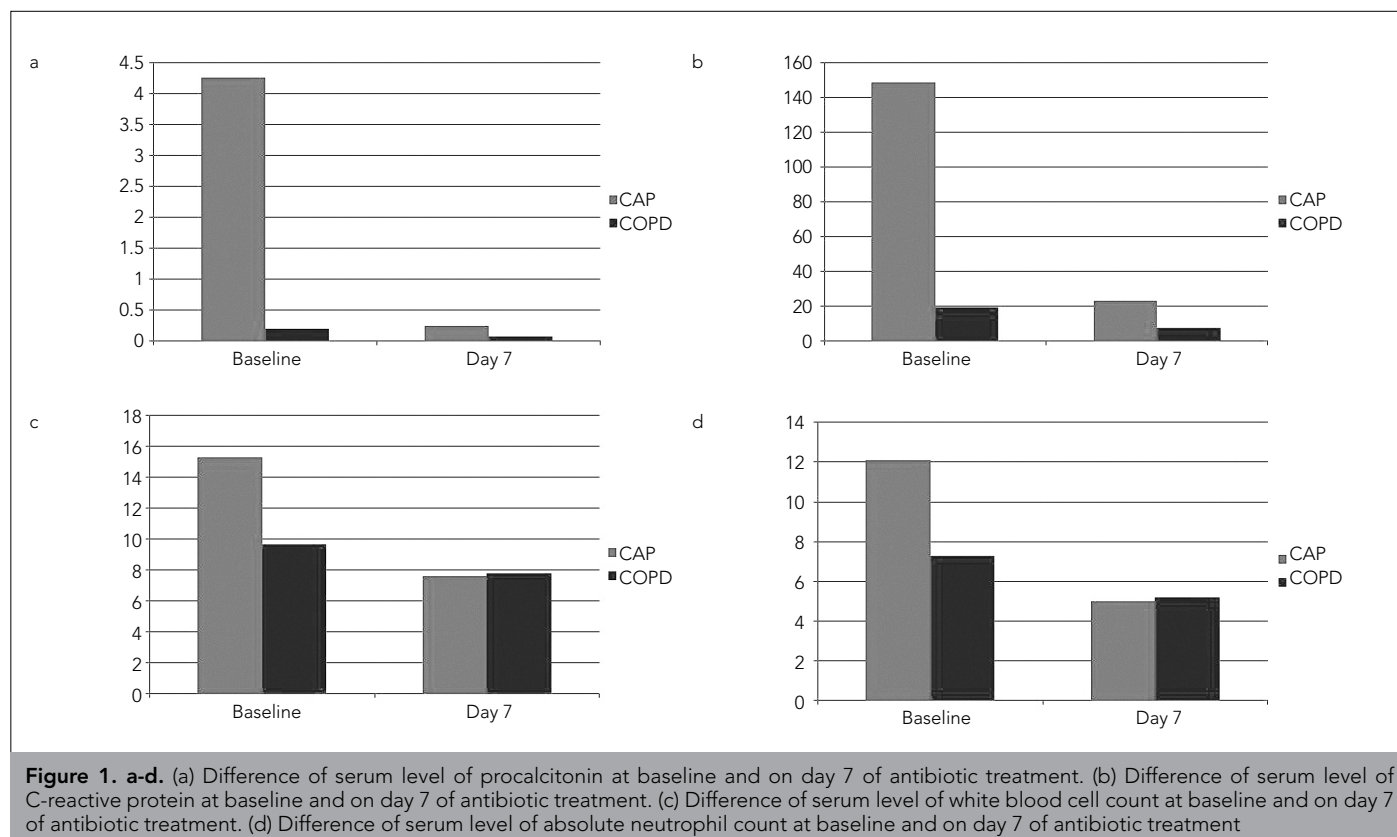 a
4.5
4
3.5
3
2.5
2
1.5
1
0.5
0
Baseline
Day 7
CAP
COPD
b
160
140
120
100
80
60
40
20
0
Baseline
Day 7
CAP
COPD
c
18
16
14
12
10
8
6
4
2
0
Baseline
Day 7
CAP
COPD
d
14
12
10
8
6
4
2
0
Baseline
Day 7
CAP
COPD
Figure 1. a-d. (a) Difference of serum level of procalcitonin at baseline and on day 7 of antibiotic treatment. (b) Difference of serum level of
C-reactive protein at baseline and on day 7 of antibiotic treatment. (c) Difference of serum level of white blood cell count at baseline and on day 7
of antibiotic treatment. (d) Difference of serum level of absolute neutrophil count at baseline and on day 7 of antibiotic treatment